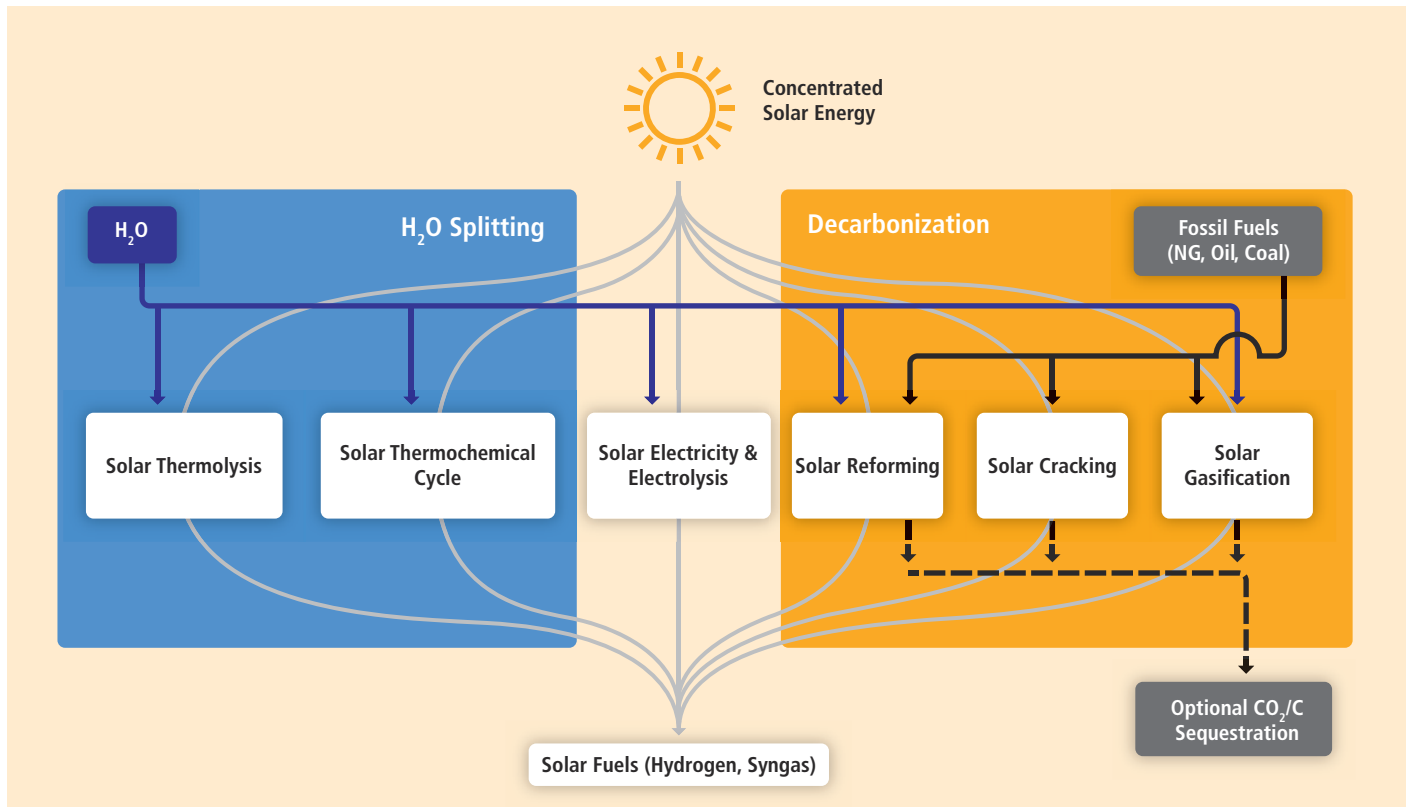 Concentrated
Solar Energy
H₂O
H₂O Splitting
Decarbonization
Fossil Fuels
(NG, Oil, Coal)
Solar Thermolysis
Solar Thermochemical
Cycle
Solar Electricity &
Electrolysis
Solar Reforming
Solar Cracking
Solar
Gasification
Optional CO₂/C
Sequestration
Solar Fuels (Hydrogen, Syngas)